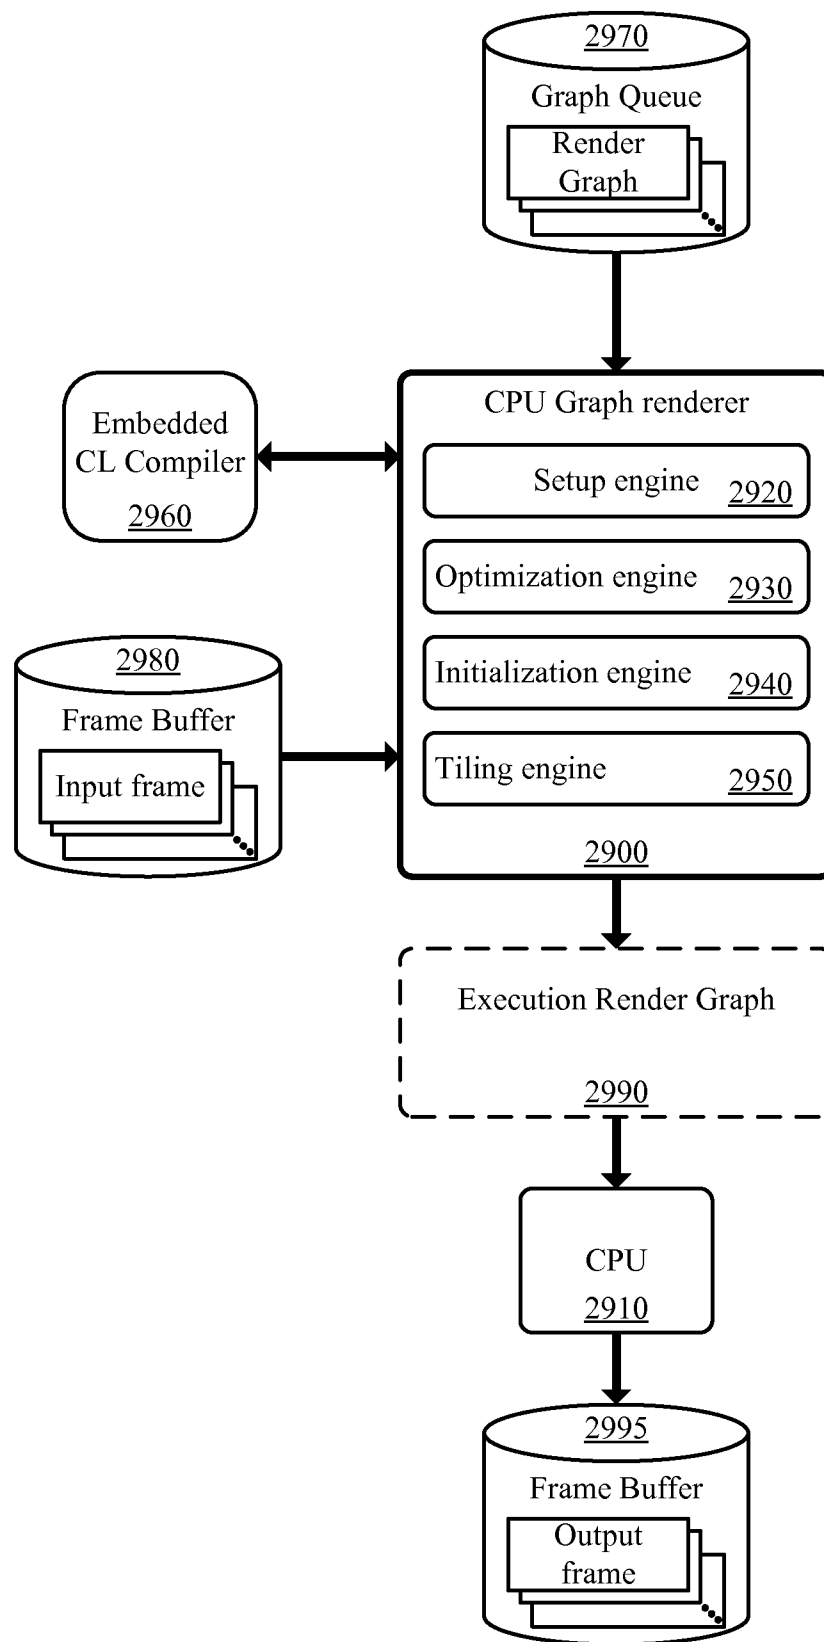 2970
Graph Queue
Render
Graph
CPU Graph renderer
Embedded
CL Compiler
2960
Setup engine 2920
Optimization engine 2930
Initialization engine 2940
Tiling engine 2950
2900
2980
Frame Buffer
Input frame
Execution Render Graph
2990
CPU
2910
2995
Frame Buffer
Output
frame